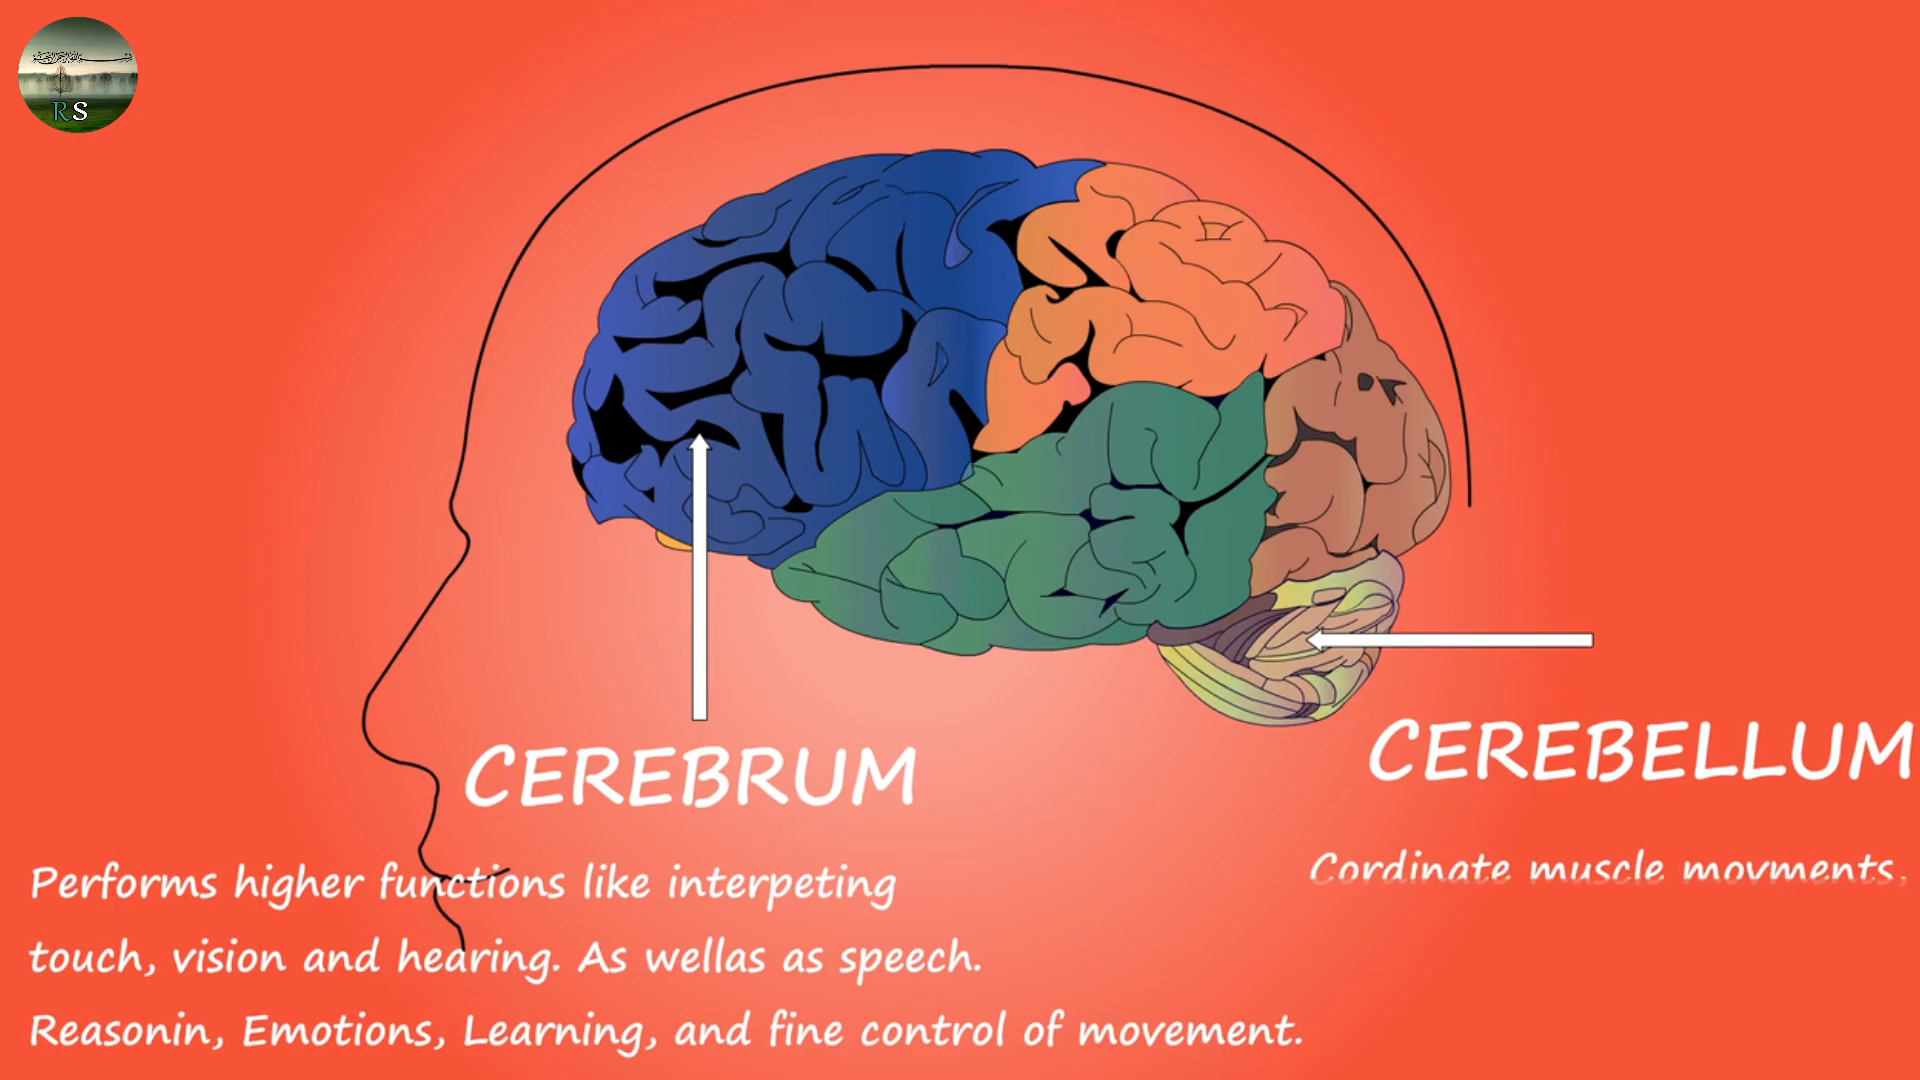 RS
CEREBRUM
CEREBELLUM
Performs higher functions like interpeting
touch, vision and hearing. As wellas as speech.
Reasonin, Emotions, Learning, and fine control of movement.
Cordinate muscle movments,